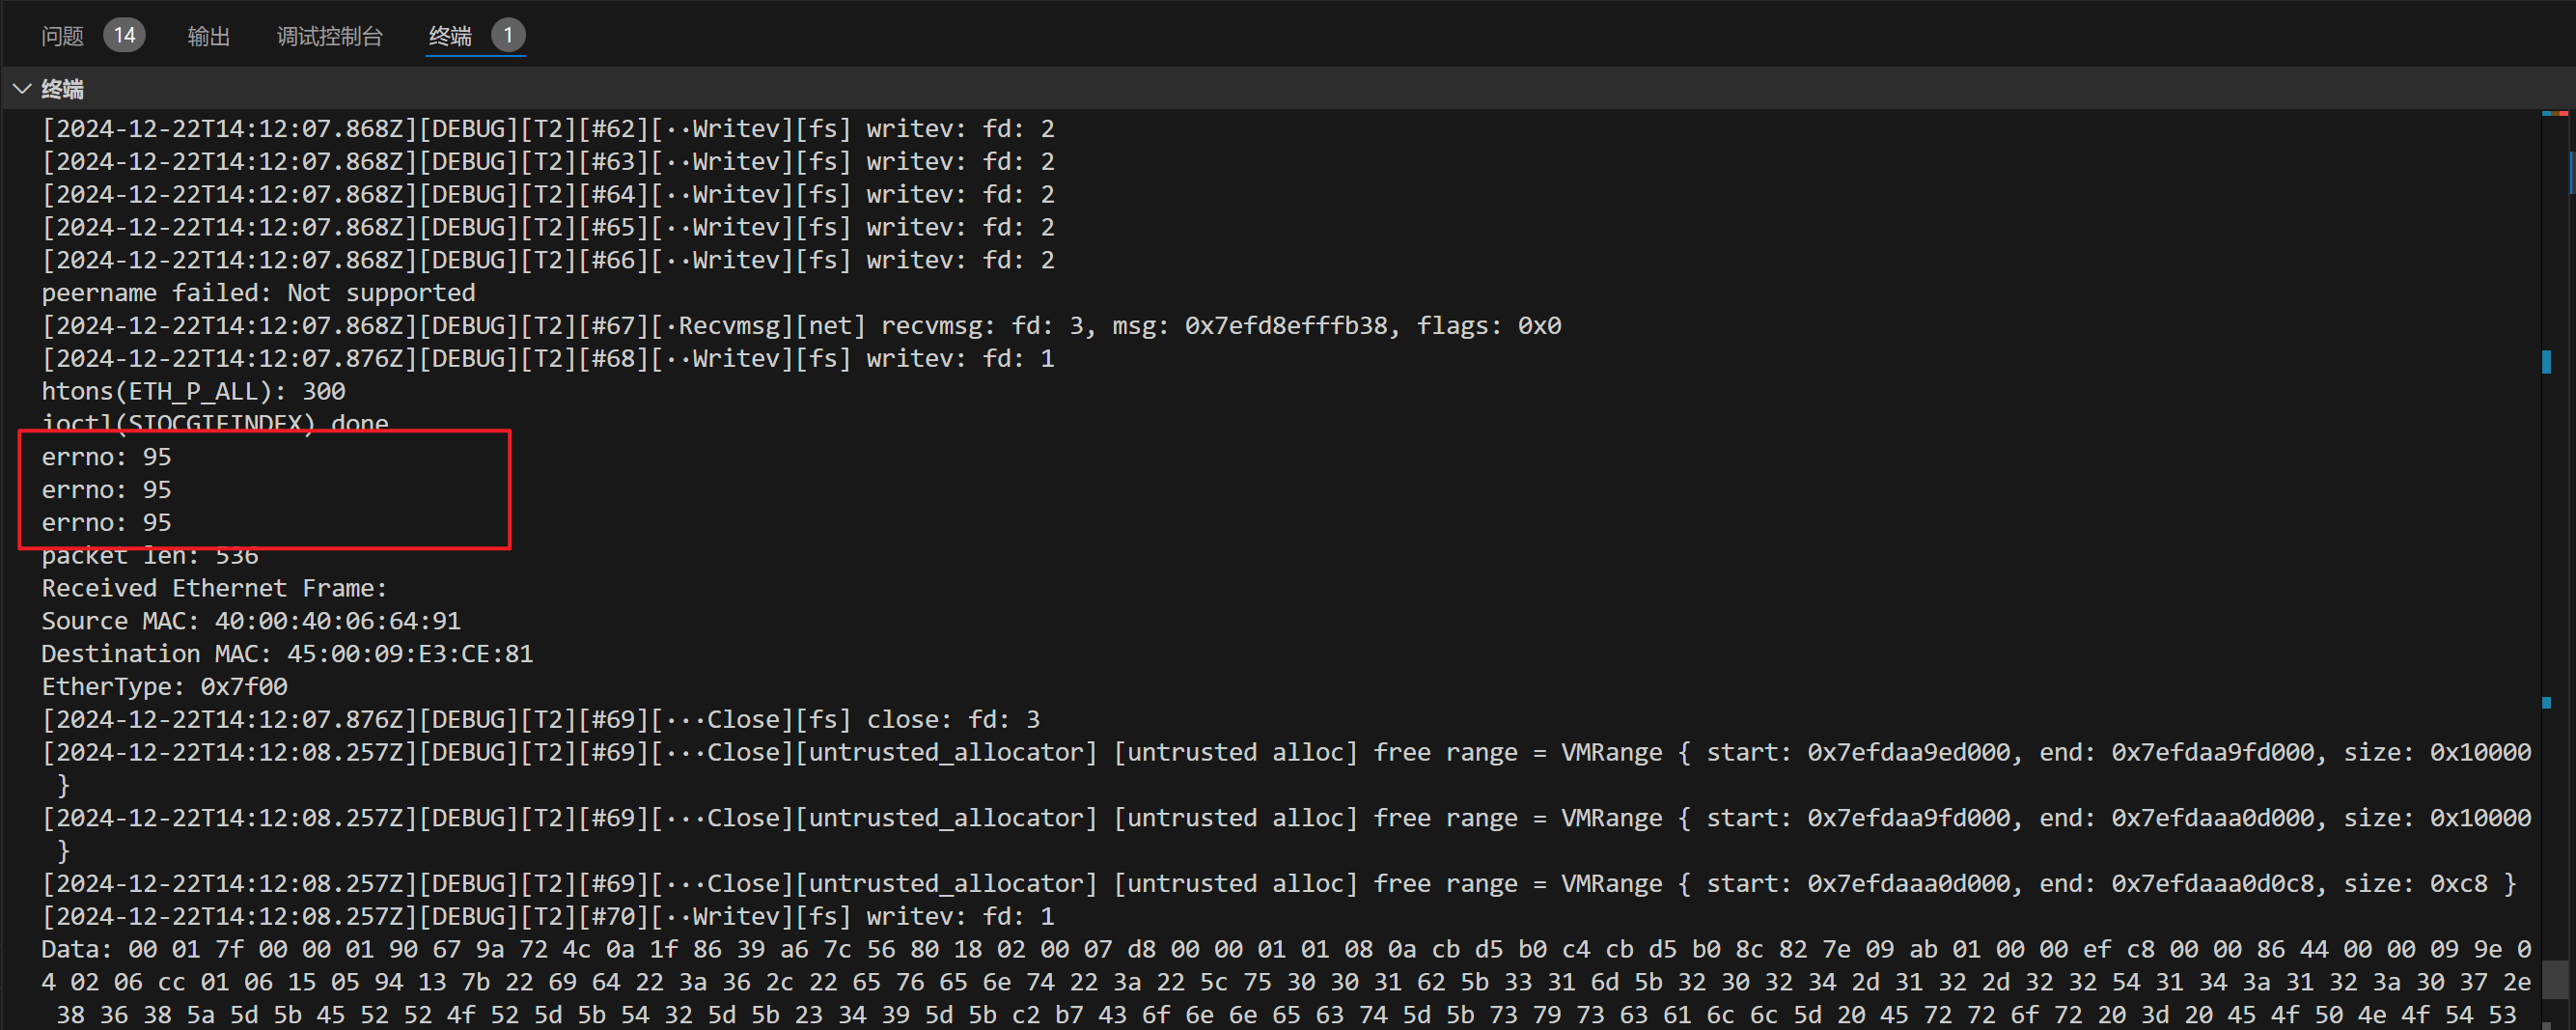 问题 14 输出 调试控制台 终端 1
终端
[2024-12-22T14:12:07.868Z][DEBUG][T2][#62][··Writev][fs] writev: fd: 2
[2024-12-22T14:12:07.868Z][DEBUG][T2][#63][··Writev][fs] writev: fd: 2
[2024-12-22T14:12:07.868Z][DEBUG][T2][#64][··Writev][fs] writev: fd: 2
[2024-12-22T14:12:07.868Z][DEBUG][T2][#65][··Writev][fs] writev: fd: 2
[2024-12-22T14:12:07.868Z][DEBUG][T2][#66][··Writev][fs] writev: fd: 2
peername failed: Not supported
[2024-12-22T14:12:07.868Z][DEBUG][T2][#67][·Recvmsg][net] recvmsg: fd: 3, msg: 0x7efd8efffb38, flags: 0x0
[2024-12-22T14:12:07.876Z][DEBUG][T2][#68][··Writev][fs] writev: fd: 1
htons(ETH_P_ALL): 300
ioctl(SIOCGIFINDEX) done
errno: 95
errno: 95
errno: 95
packet len: 536
Received Ethernet Frame:
Source MAC: 40:00:40:06:64:91
Destination MAC: 45:00:09:E3:CE:81
EtherType: 0x7f00
[2024-12-22T14:12:07.876Z][DEBUG][T2][#69][···Close][fs] close: fd: 3
[2024-12-22T14:12:08.257Z][DEBUG][T2][#69][···Close][untrusted_allocator] [untrusted alloc] free range = VMRange { start: 0x7efdaa9ed000, end: 0x7efdaa9fd000, size: 0x10000
}
[2024-12-22T14:12:08.257Z][DEBUG][T2][#69][···Close][untrusted_allocator] [untrusted alloc] free range = VMRange { start: 0x7efdaa9fd000, end: 0x7efdaaa0d000, size: 0x10000
}
[2024-12-22T14:12:08.257Z][DEBUG][T2][#69][···Close][untrusted_allocator] [untrusted alloc] free range = VMRange { start: 0x7efdaaa0d000, end: 0x7efdaaa0d0c8, size: 0xc8 }
[2024-12-22T14:12:08.257Z][DEBUG][T2][#70][··Writev][fs] writev: fd: 1
Data: 00 01 7f 00 00 01 90 67 9a 72 4c 0a 1f 86 39 a6 7c 56 80 18 02 00 07 d8 00 00 01 01 08 0a cb d5 b0 c4 cb d5 b0 8c 82 7e 09 ab 01 00 00 ef c8 00 00 86 44 00 00 09 9e 0
4 02 06 cc 01 06 15 05 94 13 7b 22 69 64 22 3a 36 2c 22 65 76 65 6e 74 22 3a 22 5c 75 30 30 31 62 5b 33 31 6d 5b 32 30 32 34 2d 31 32 2d 32 32 54 31 34 3a 31 32 3a 30 37 2e
38 36 38 5a 5d 5b 45 52 52 4f 52 5d 5b 54 32 5d 5b 23 34 39 5d 5b c2 b7 43 6f 6e 6e 65 63 74 5d 5b 73 79 73 63 61 6c 6c 5d 20 45 72 72 6f 72 20 3d 20 45 4f 50 4e 4f 54 53